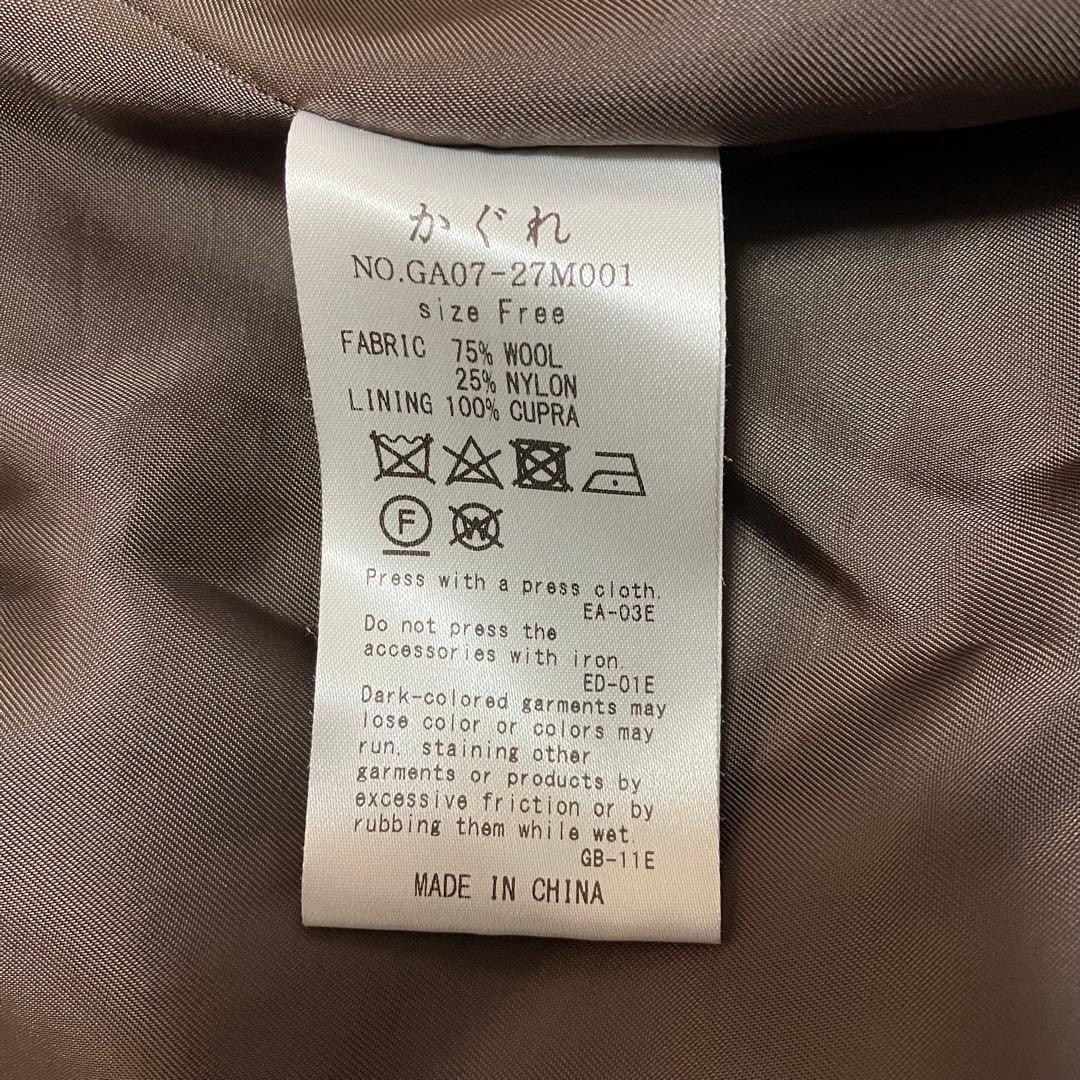 かぐれ
NO.GA07-27M001
size Free
FABRIC 75% WOOL
25% NYLON
LINING 100% CUPRA
F W
Press with a press cloth.
EA-03E
Do not press the
accessories with iron.
ED-01E
Dark-colored garments may
lose color or colors may
run, staining other
garments or products by
excessive friction or by
rubbing them while wet.
GB-11E
MADE IN CHINA